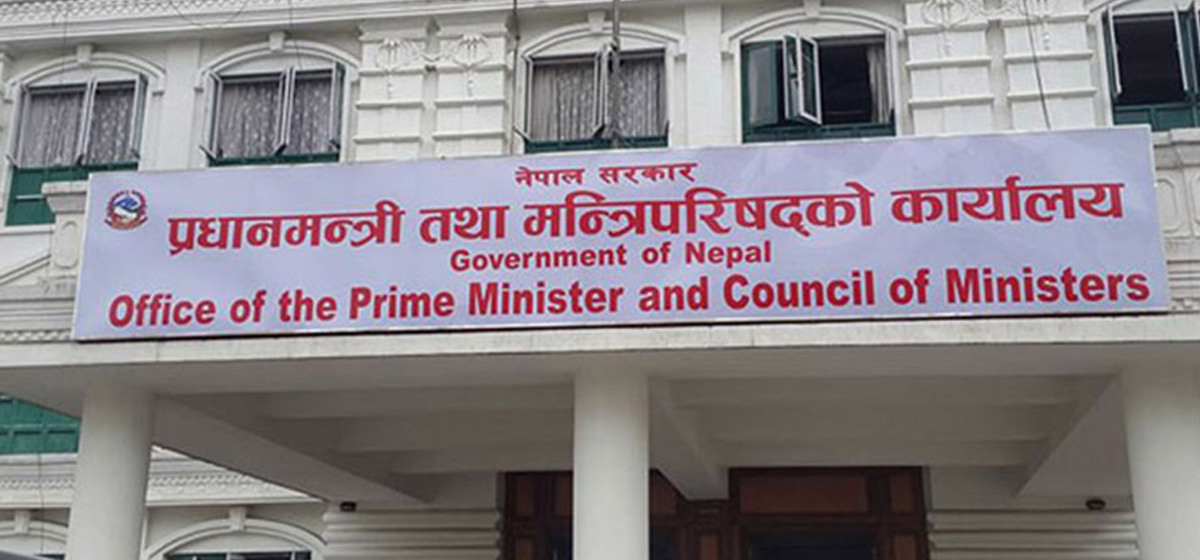 नेपाल सरकार
प्रधानमन्त्री तथा मन्त्रिपरिषद्को कार्यालय
Government of Nepal
Office of the Prime Minister and Council of Ministers